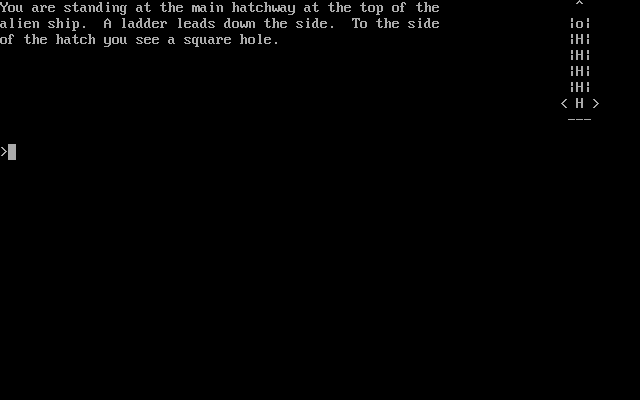 You are standing at the main hatchway at the top of the
alien ship.  A ladder leads down the side.  To the side
of the hatch you see a square hole.
^
|o|
|H|
|H|
|H|
|H|
< H >
---
>